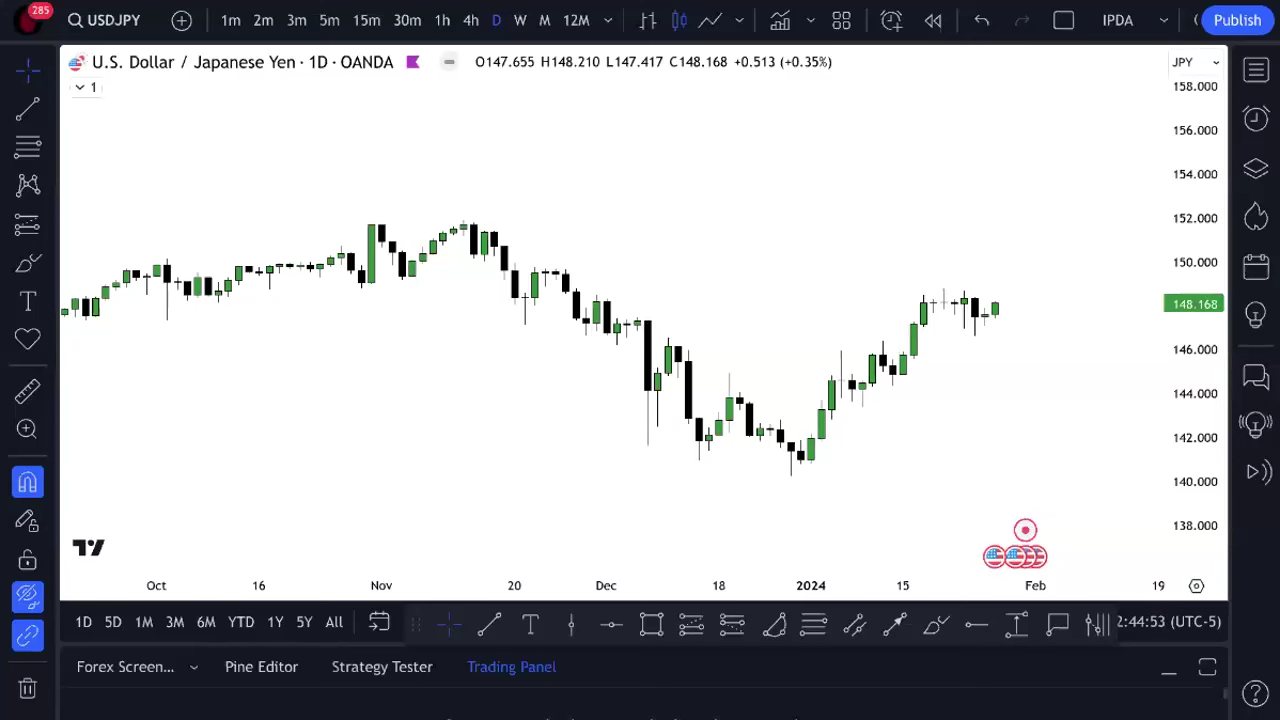 285
USDJPY
1m 2m 3m 5m 15m 30m 1h 4h D W M 12M
IPDA
Publish
U.S. Dollar / Japanese Yen · 1D · OANDA
O147.655 H148.210 L147.417 C148.168 +0.513 (+0.35%)
JPY
1
158.000
156.000
154.000
152.000
150.000
148.168
146.000
144.000
142.000
140.000
138.000
Oct 16 Nov 20 Dec 18 2024 15 Feb 19
1D 5D 1M 3M 6M YTD 1Y 5Y All
2:44:53 (UTC-5)
Forex Screen... Pine Editor Strategy Tester Trading Panel